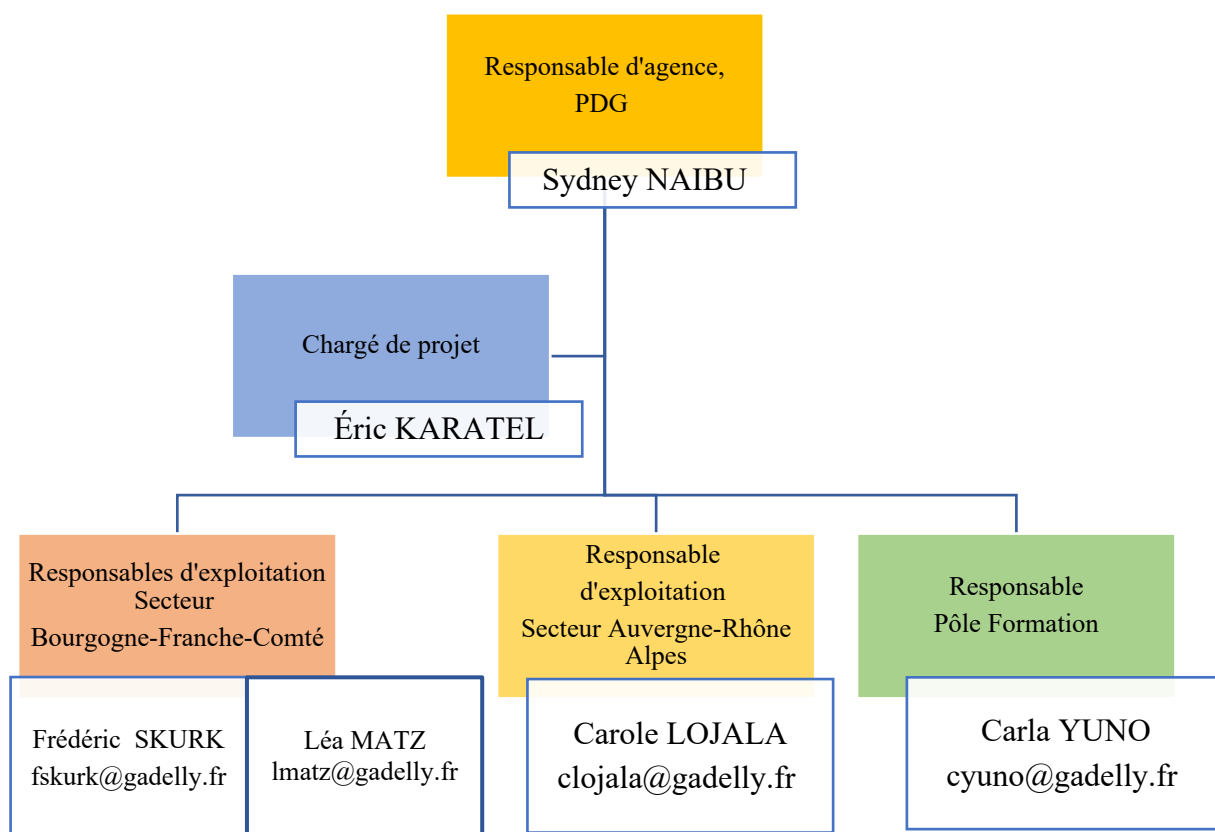 Responsable d'agence,
PDG
Sydney NAIBU
Chargé de projet
Éric KARATEL
Responsables d'exploitation
Secteur
Bourgogne-Franche-Comté
Frédéric SKURK
fskurk@gadelly.fr
Léa MATZ
lmatz@gadelly.fr
Responsable
d'exploitation
Secteur Auvergne-Rhône
Alpes
Carole LOJALA
clojala@gadelly.fr
Responsable
Pôle Formation
Carla YUNO
cyuno@gadelly.fr